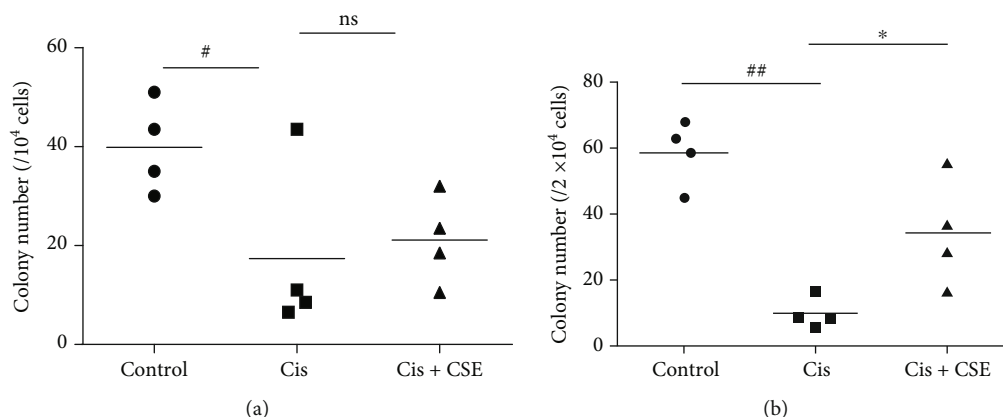 Colony number (/10⁴ cells)
60
40
20
0
#
ns
Control
Cis
Cis + CSE
(a)
Colony number (/2 ×10⁴ cells)
80
60
40
20
0
##
*
Control
Cis
Cis + CSE
(b)